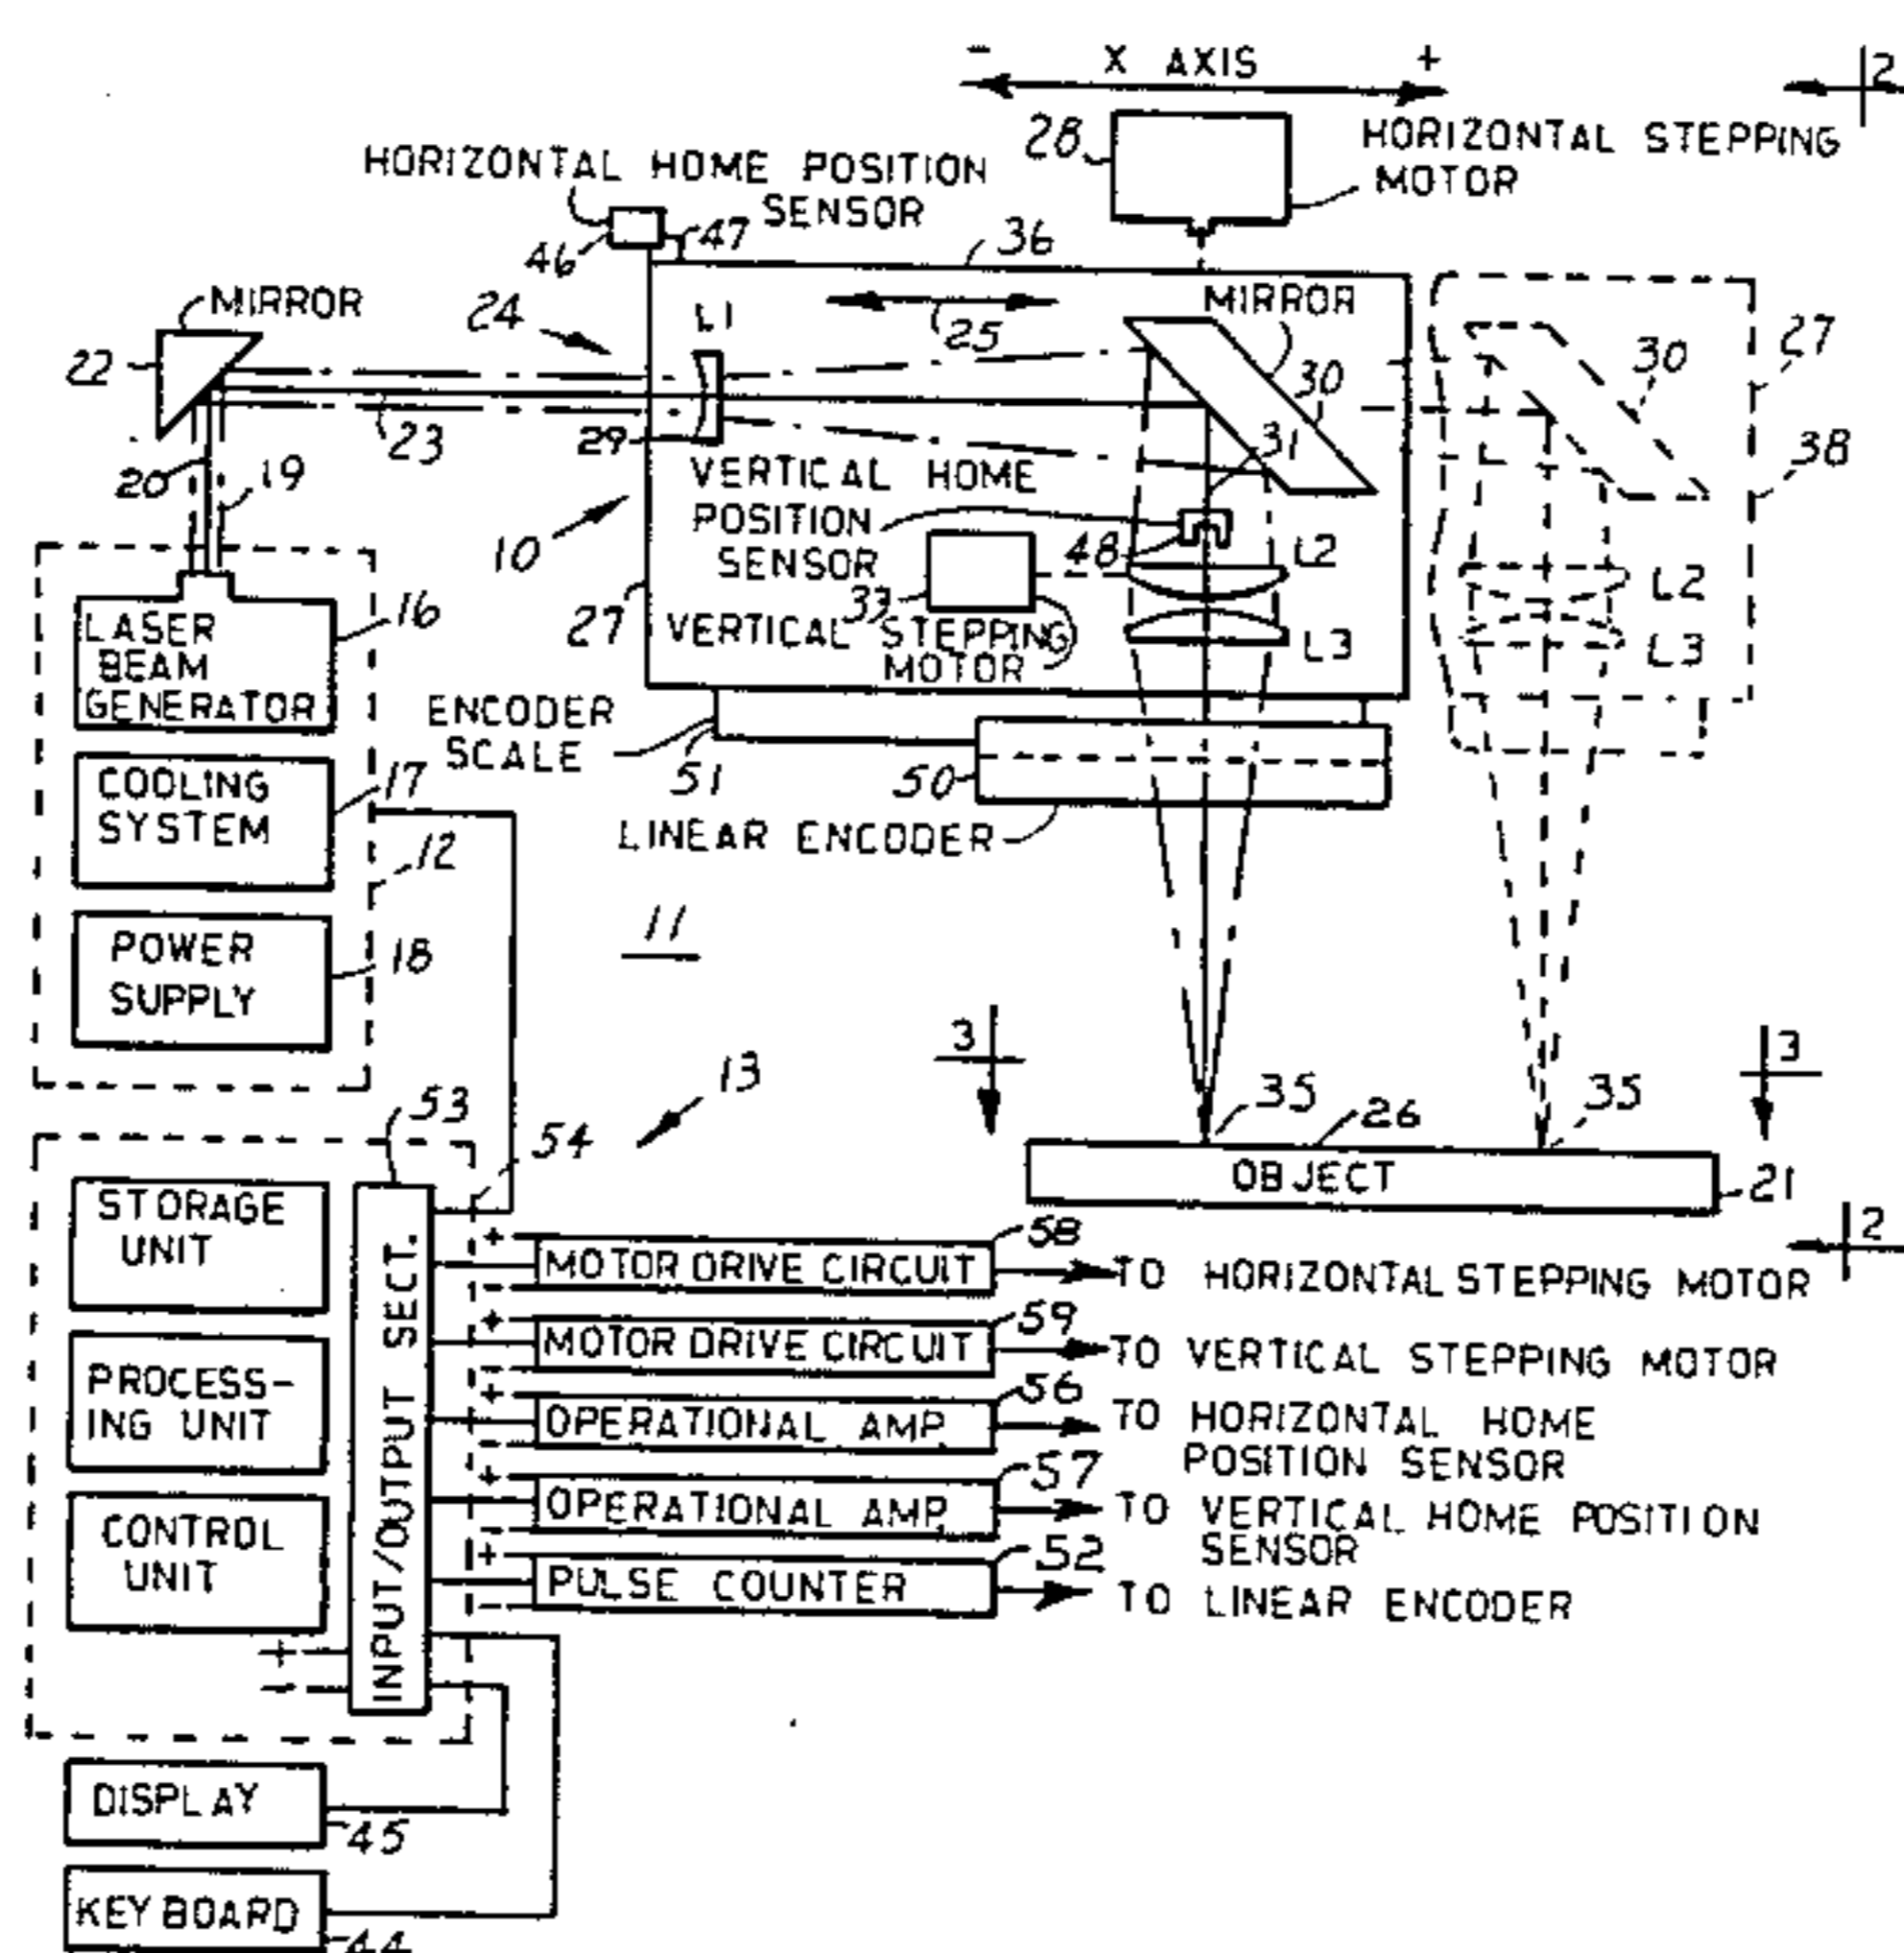 - X AXIS +
2
28
HORIZONTAL STEPPING
MOTOR
HORIZONTAL HOME POSITION
SENSOR
46
47
36
MIRROR
24
L1
25
MIRROR
22
30
30
27
23
29
31
38
20
19
VERTICAL HOME
POSITION
SENSOR
10
48
L2
L2
33
27
VERTICAL STEPPING
MOTOR
L3
L3
LASER
BEAM
GENERATOR
16
ENCODER
SCALE
51
50
COOLING
SYSTEM
17
LINEAR ENCODER
12
11
POWER
SUPPLY
18
3
3
13
35
26
35
53
54
OBJECT
21
2
STORAGE
UNIT
PROCESS-
ING UNIT
CONTROL
UNIT
INPUT/OUTPUT SECT.
+
-
+ 58
MOTOR DRIVE CIRCUIT
-
TO HORIZONTAL STEPPING MOTOR
+ 59
MOTOR DRIVE CIRCUIT
-
TO VERTICAL STEPPING MOTOR
+ 56
OPERATIONAL AMP
-
TO HORIZONTAL HOME
POSITION SENSOR
+ 57
OPERATIONAL AMP
-
TO VERTICAL HOME POSITION
SENSOR
+ 52
PULSE COUNTER
-
TO LINEAR ENCODER
DISPLAY
45
KEYBOARD
44